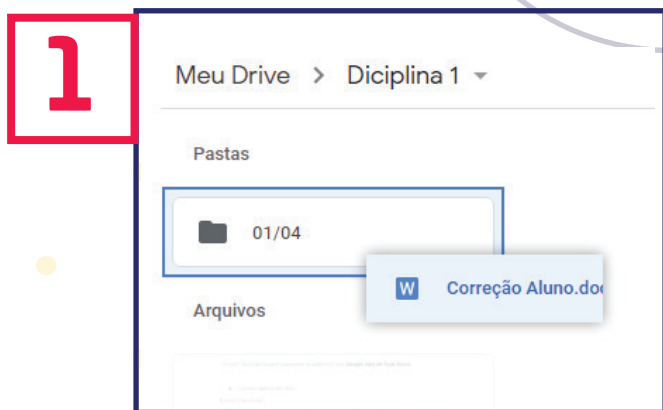 1
Meu Drive > Diciplina 1
Pastas
01/04
W Correção Aluno.doc
Arquivos